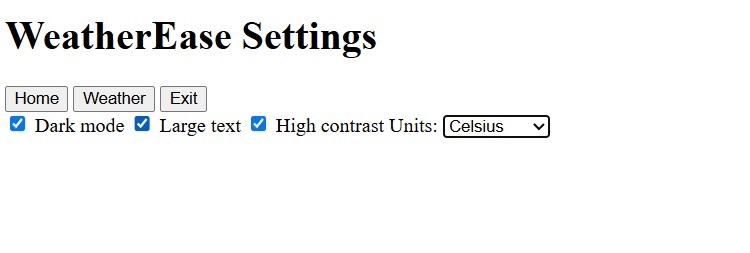 WeatherEase Settings
Home Weather Exit
Dark mode Large text High contrast Units: Celsius